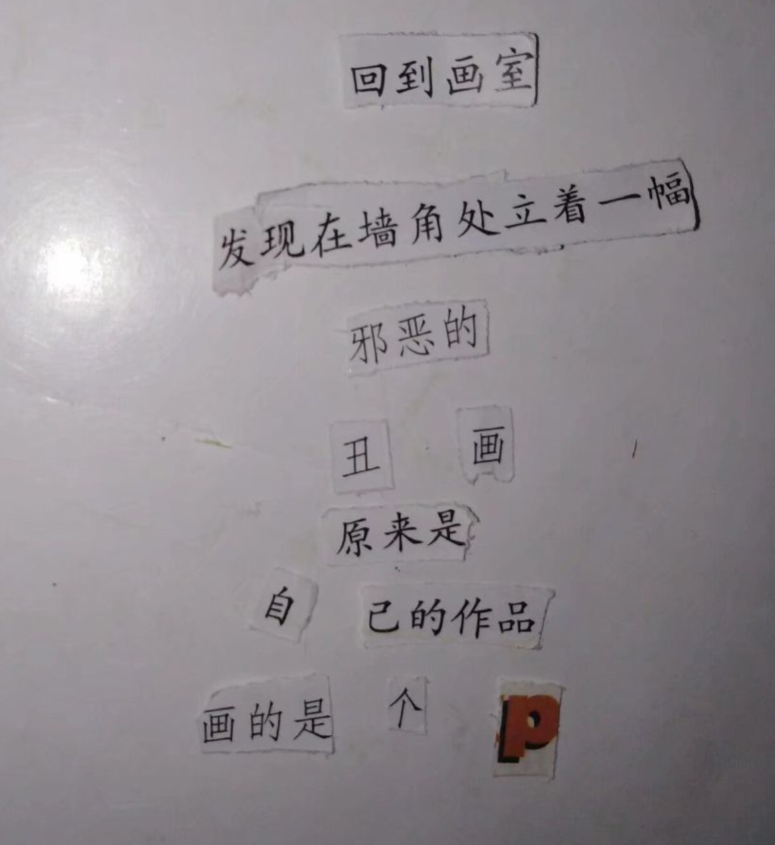 回到画室
发现在墙角处立着一幅
邪恶的
丑 画
原来是
自 己的作品
画的是 个 p